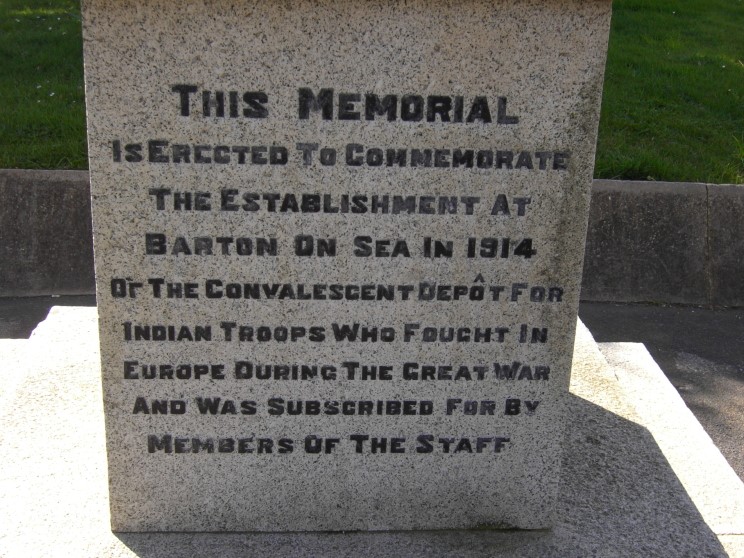 THIS MEMORIAL
IS ERECTED TO COMMEMORATE
THE ESTABLISHMENT AT
BARTON ON SEA IN 1914
OF THE CONVALESCENT DEPÔT FOR
INDIAN TROOPS WHO FOUGHT IN
EUROPE DURING THE GREAT WAR
AND WAS SUBSCRIBED FOR BY
MEMBERS OF THE STAFF